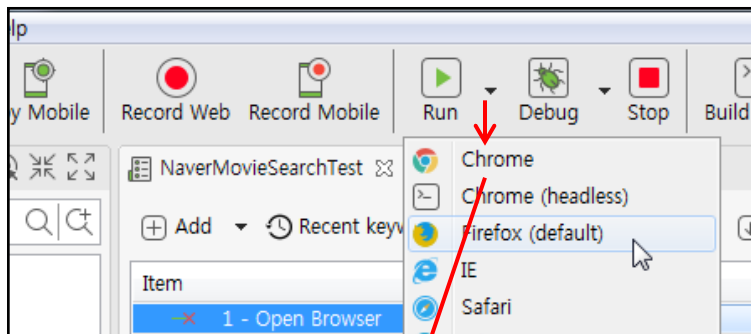 lp
y Mobile
Record Web
Record Mobile
Run
Debug
Stop
Build
NaverMovieSearchTest
Chrome
Chrome (headless)
Add
Recent keyw
Firefox (default)
IE
Item
Safari
1 - Open Browser